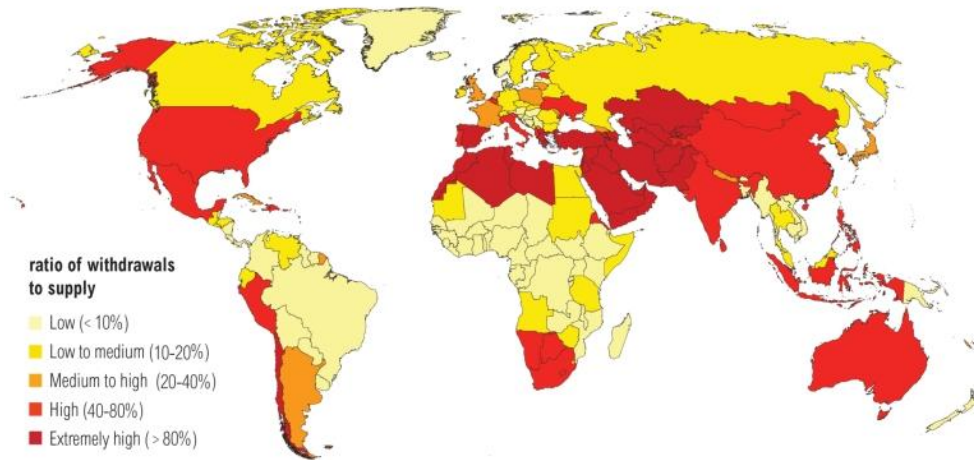 ratio of withdrawals
to supply
Low (< 10%)
Low to medium (10-20%)
Medium to high (20-40%)
High (40-80%)
Extremely high (> 80%)